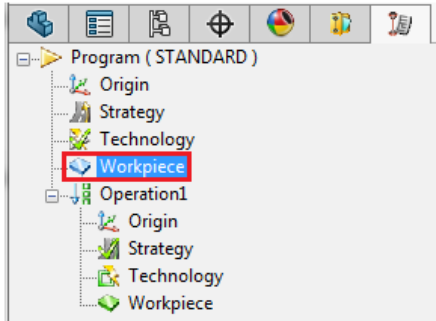 Program ( STANDARD )
Origin
Strategy
Technology
Workpiece
Operation1
Origin
Strategy
Technology
Workpiece